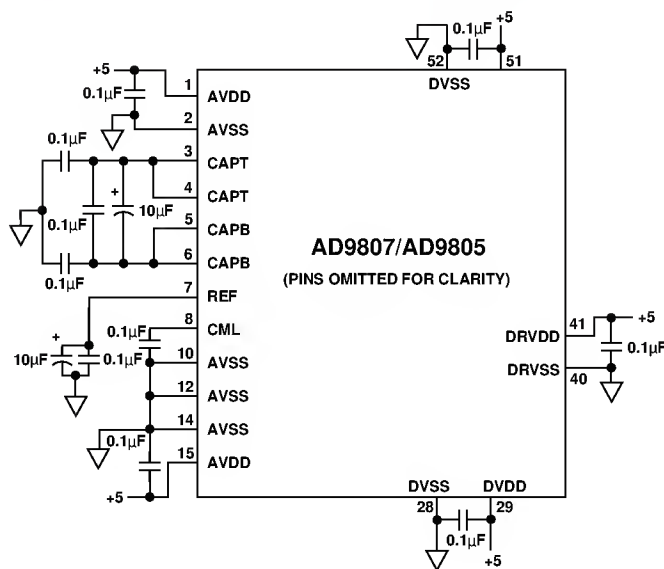 0.1μF
+5
52
51
DVSS
+5
0.1μF
1
AVDD
2
AVSS
0.1μF
3
CAPT
4
CAPT
+
0.1μF
10μF
5
CAPB
6
CAPB
0.1μF
AD9807/AD9805
(PINS OMITTED FOR CLARITY)
7
REF
8
CML
0.1μF
+
10μF
0.1μF
10
AVSS
12
AVSS
14
AVSS
0.1μF
15
AVDD
+5
41
DRVDD
+5
0.1μF
DRVSS
40
DVSS
DVDD
28
29
0.1μF
+5